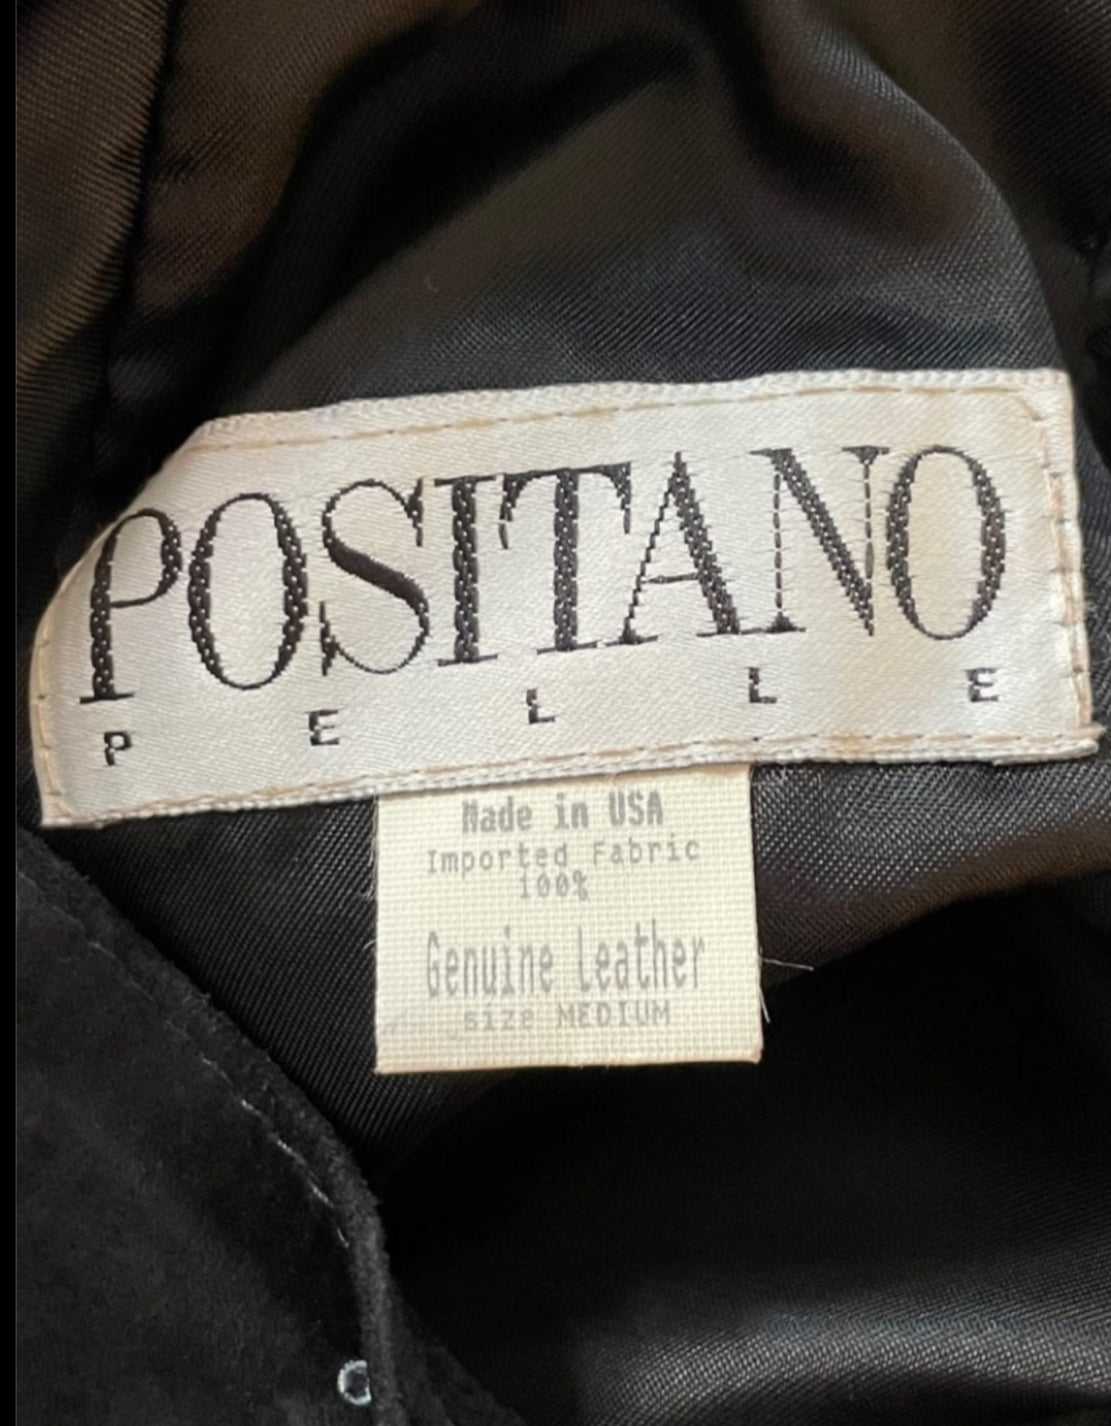 POSITANO
PELLE
Made in USA
Imported Fabric
100%
Genuine Leather
size MEDIUM